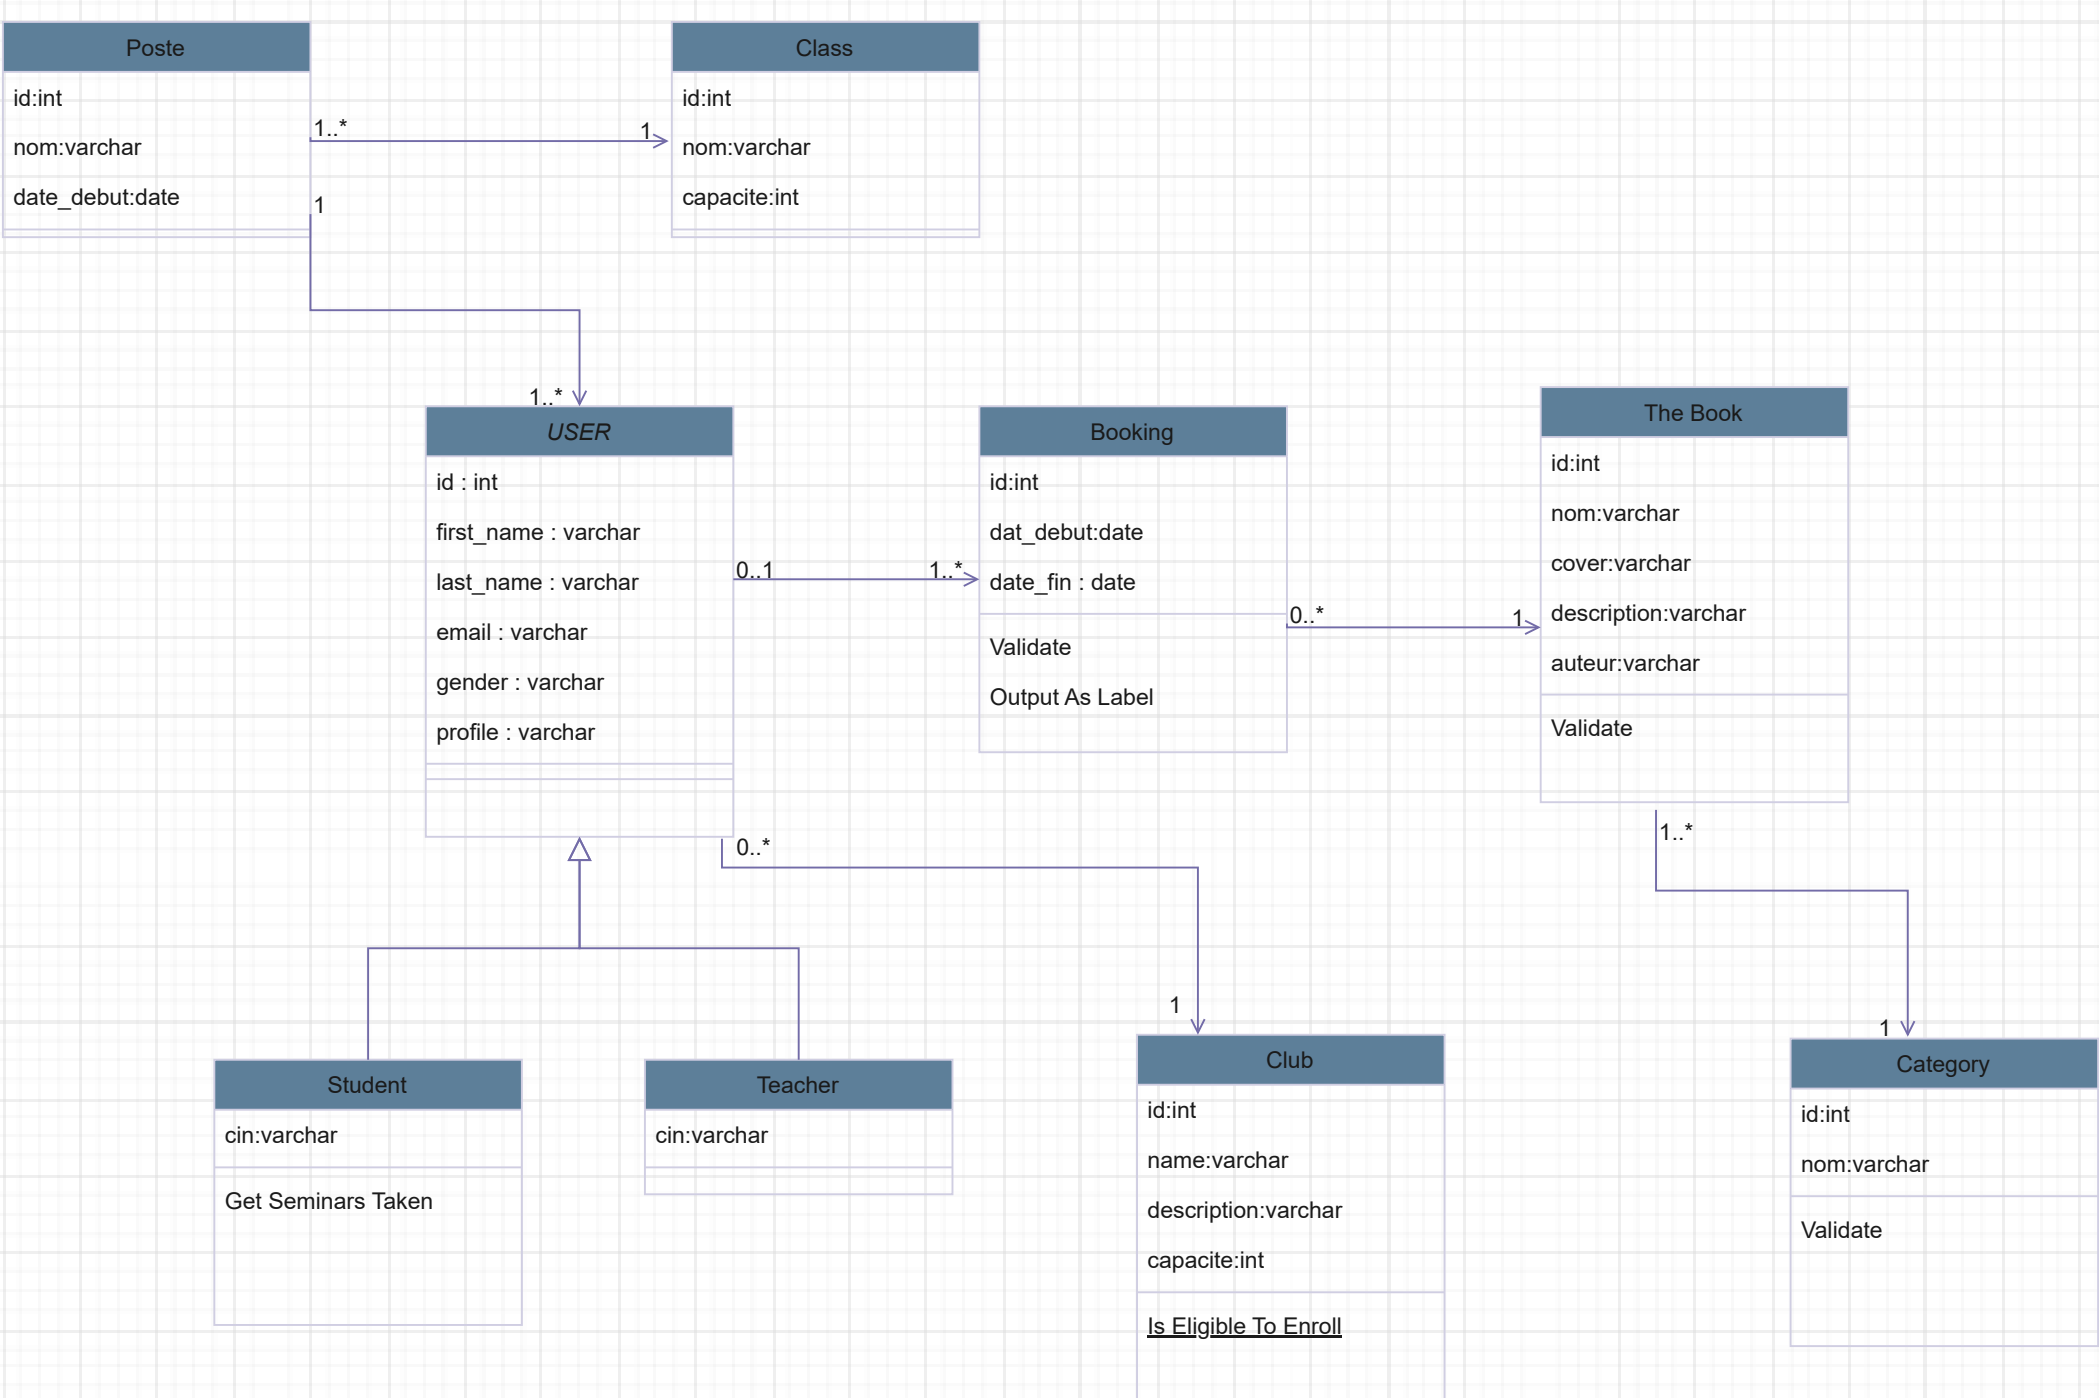 Poste
id:int
nom:varchar
date_debut:date
1..*
1
1
Class
id:int
nom:varchar
capacite:int
1..*
USER
id : int
first_name : varchar
last_name : varchar
email : varchar
gender : varchar
profile : varchar
0..1
1..*
Booking
id:int
dat_debut:date
date_fin : date
Validate
Output As Label
0..*
1
The Book
id:int
nom:varchar
cover:varchar
description:varchar
auteur:varchar
Validate
0..*
1
1..*
1
Student
cin:varchar
Get Seminars Taken
Teacher
cin:varchar
Club
id:int
name:varchar
description:varchar
capacite:int
Is Eligible To Enroll
Category
id:int
nom:varchar
Validate